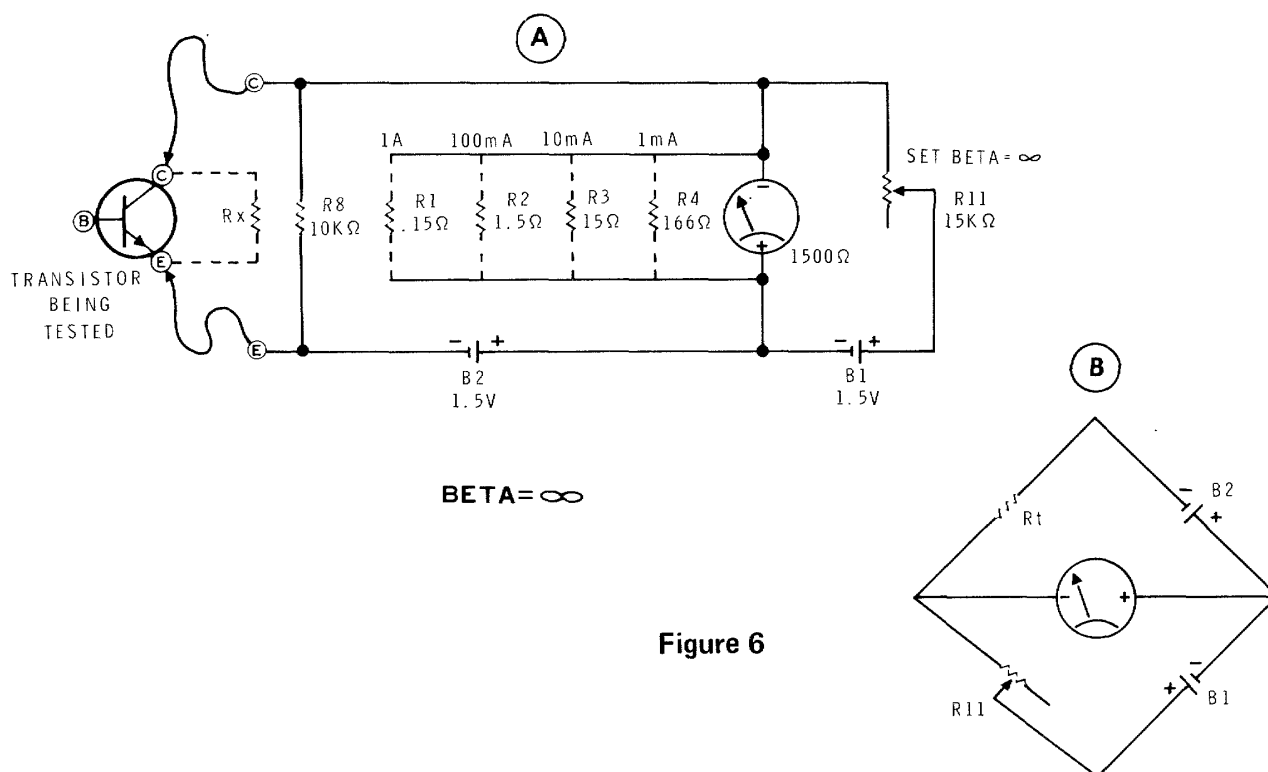 A
C
1A 100mA 10mA 1mA
SET BETA=∞
C
B
Rx
R8
10KΩ
R1
.15Ω
R2
1.5Ω
R3
15Ω
R4
166Ω
-
+
1500Ω
R11
15KΩ
E
TRANSISTOR
BEING
TESTED
E
- +
B2
1.5V
- +
B1
1.5V
B
BETA=∞
Rt
-
B2
+
- +
Figure 6
R11
-
+
B1